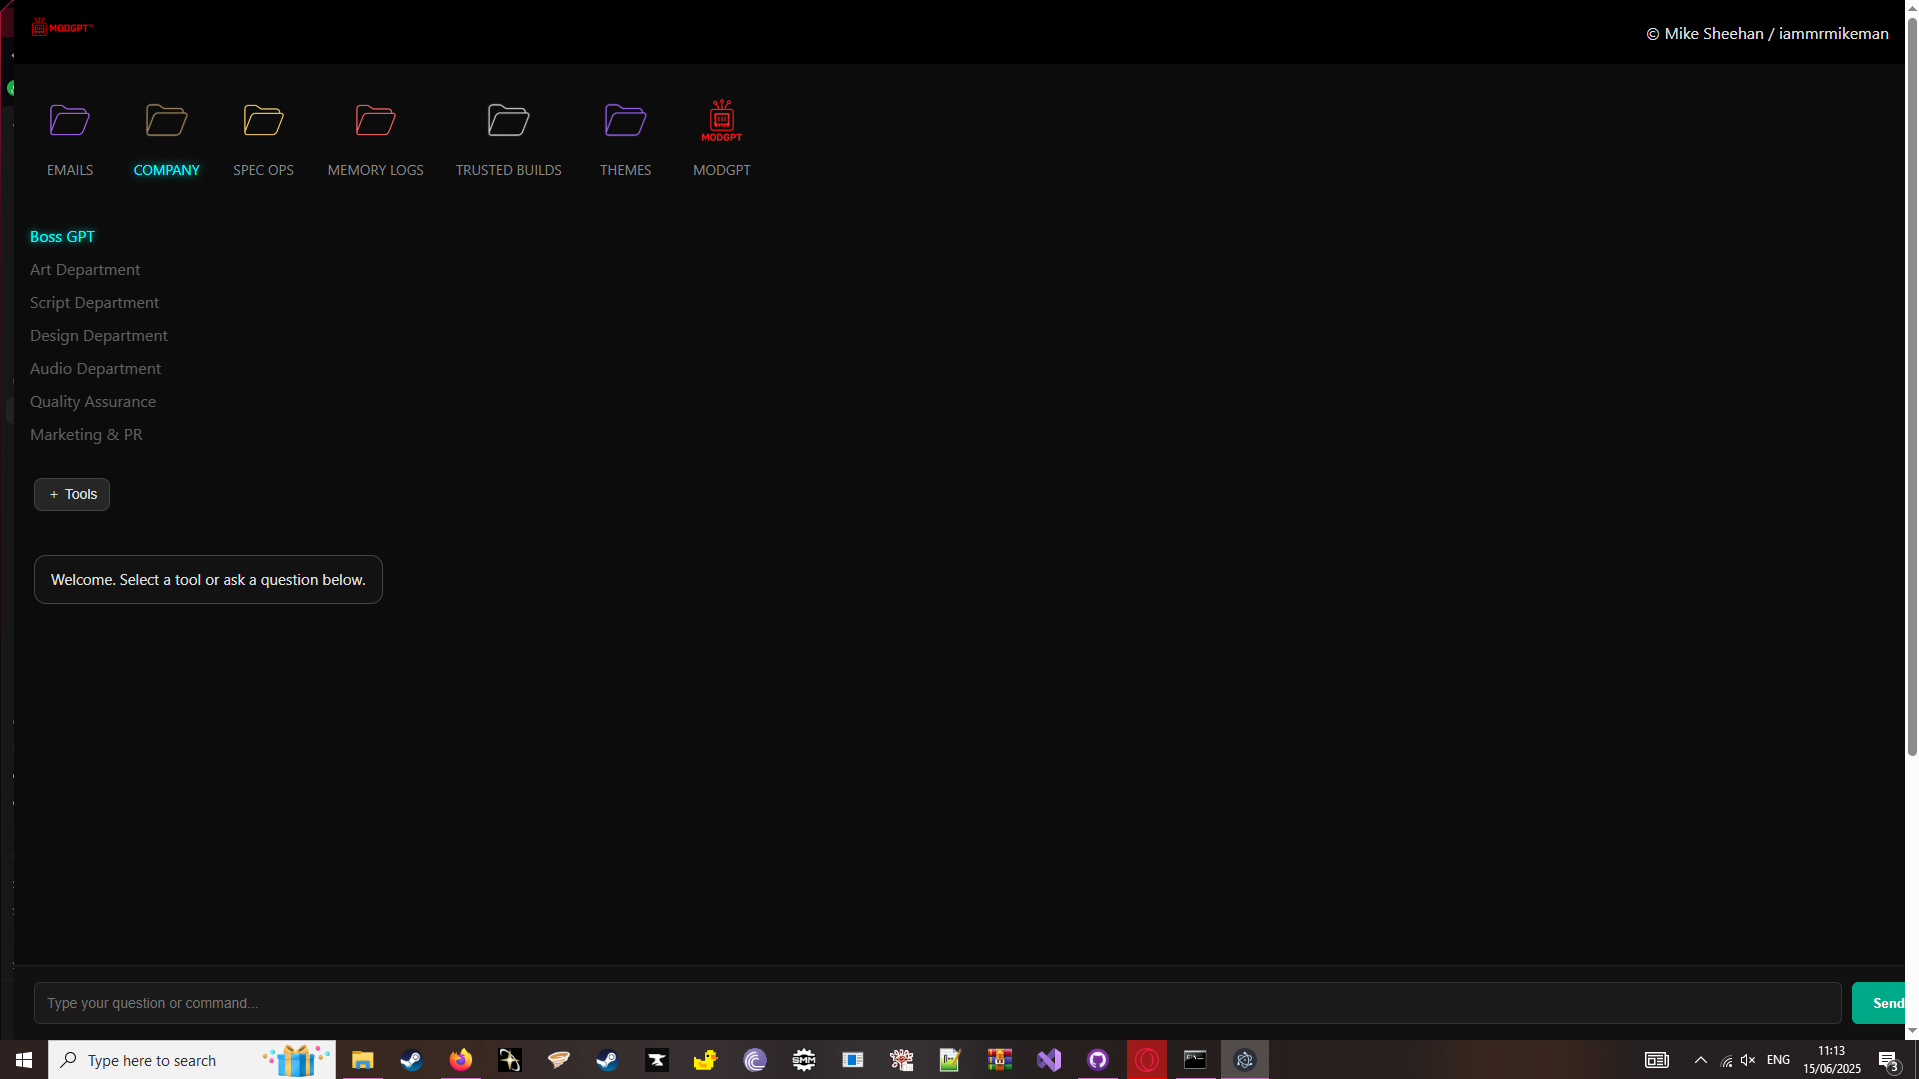 MODGPT™
© Mike Sheehan / iammrmikeman
MODGPT
EMAILS COMPANY SPEC OPS MEMORY LOGS TRUSTED BUILDS THEMES MODGPT
Boss GPT
Art Department
Script Department
Design Department
Audio Department
Quality Assurance
Marketing & PR
+ Tools
Welcome. Select a tool or ask a question below.
Type your question or command...
Send
Type here to search
SMM
ENG
11:13
15/06/2025
3